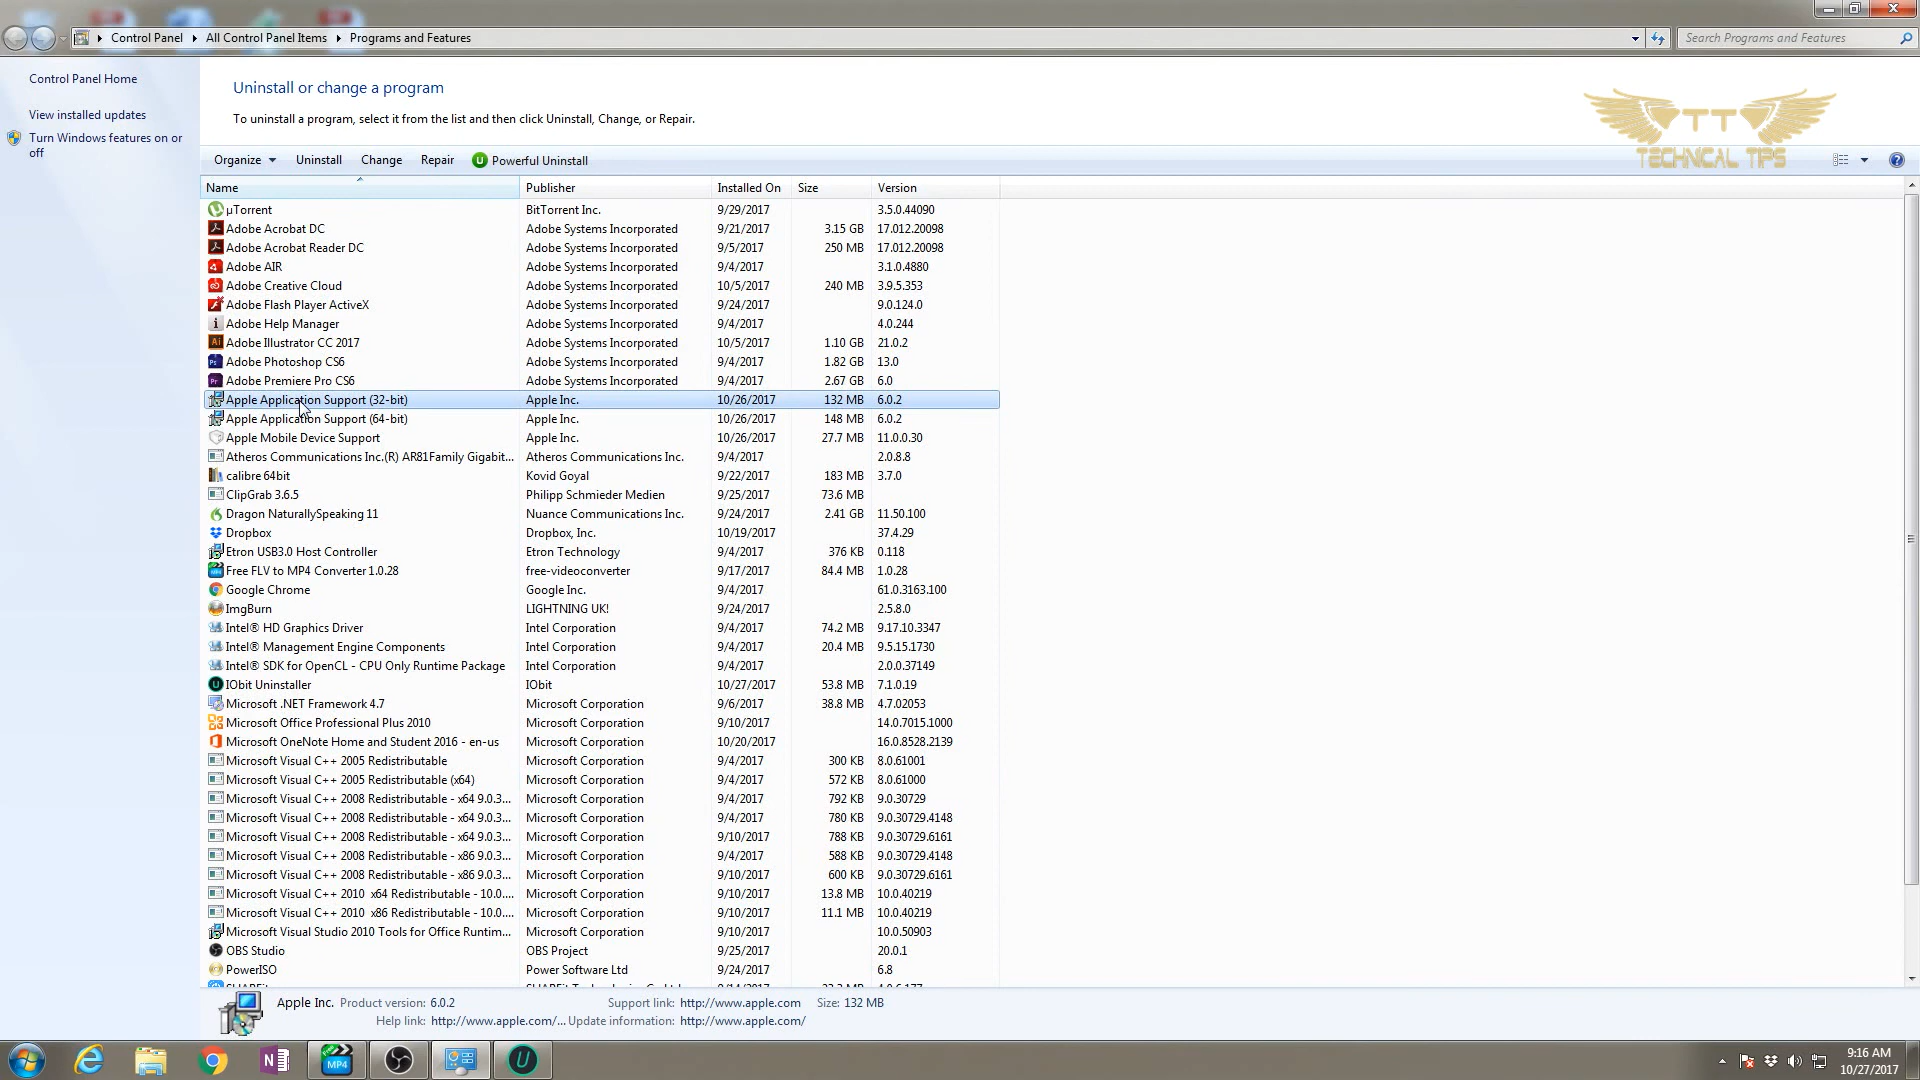 Control Panel ▸ All Control Panel Items ▸ Programs and Features
Search Programs and Features
Control Panel Home
View installed updates
Turn Windows features on or off
Uninstall or change a program
To uninstall a program, select it from the list and then click Uninstall, Change, or Repair.
TT
TECHNICAL TIPS
Organize Uninstall Change Repair Powerful Uninstall
Name Publisher Installed On Size Version
µTorrent BitTorrent Inc. 9/29/2017 3.5.0.44090
Adobe Acrobat DC Adobe Systems Incorporated 9/21/2017 3.15 GB 17.012.20098
Adobe Acrobat Reader DC Adobe Systems Incorporated 9/5/2017 250 MB 17.012.20098
Adobe AIR Adobe Systems Incorporated 9/4/2017 3.1.0.4880
Adobe Creative Cloud Adobe Systems Incorporated 10/5/2017 240 MB 3.9.5.353
Adobe Flash Player ActiveX Adobe Systems Incorporated 9/24/2017 9.0.124.0
Adobe Help Manager Adobe Systems Incorporated 9/4/2017 4.0.244
Adobe Illustrator CC 2017 Adobe Systems Incorporated 10/5/2017 1.10 GB 21.0.2
Adobe Photoshop CS6 Adobe Systems Incorporated 9/4/2017 1.82 GB 13.0
Adobe Premiere Pro CS6 Adobe Systems Incorporated 9/4/2017 2.67 GB 6.0
Apple Application Support (32-bit) Apple Inc. 10/26/2017 132 MB 6.0.2
Apple Application Support (64-bit) Apple Inc. 10/26/2017 148 MB 6.0.2
Apple Mobile Device Support Apple Inc. 10/26/2017 27.7 MB 11.0.0.30
Atheros Communications Inc.(R) AR81Family Gigabit... Atheros Communications Inc. 9/4/2017 2.0.8.8
calibre 64bit Kovid Goyal 9/22/2017 183 MB 3.7.0
ClipGrab 3.6.5 Philipp Schmieder Medien 9/25/2017 73.6 MB
Dragon NaturallySpeaking 11 Nuance Communications Inc. 9/24/2017 2.41 GB 11.50.100
Dropbox Dropbox, Inc. 10/19/2017 37.4.29
Etron USB3.0 Host Controller Etron Technology 9/4/2017 376 KB 0.118
Free FLV to MP4 Converter 1.0.28 free-videoconverter 9/17/2017 84.4 MB 1.0.28
Google Chrome Google Inc. 9/4/2017 61.0.3163.100
ImgBurn LIGHTNING UK! 9/24/2017 2.5.8.0
Intel® HD Graphics Driver Intel Corporation 9/4/2017 74.2 MB 9.17.10.3347
Intel® Management Engine Components Intel Corporation 9/4/2017 20.4 MB 9.5.15.1730
Intel® SDK for OpenCL - CPU Only Runtime Package Intel Corporation 9/4/2017 2.0.0.37149
IObit Uninstaller IObit 10/27/2017 53.8 MB 7.1.0.19
Microsoft .NET Framework 4.7 Microsoft Corporation 9/6/2017 38.8 MB 4.7.02053
Microsoft Office Professional Plus 2010 Microsoft Corporation 9/10/2017 14.0.7015.1000
Microsoft OneNote Home and Student 2016 - en-us Microsoft Corporation 10/20/2017 16.0.8528.2139
Microsoft Visual C++ 2005 Redistributable Microsoft Corporation 9/4/2017 300 KB 8.0.61001
Microsoft Visual C++ 2005 Redistributable (x64) Microsoft Corporation 9/4/2017 572 KB 8.0.61000
Microsoft Visual C++ 2008 Redistributable - x64 9.0.3... Microsoft Corporation 9/4/2017 792 KB 9.0.30729
Microsoft Visual C++ 2008 Redistributable - x64 9.0.3... Microsoft Corporation 9/4/2017 780 KB 9.0.30729.4148
Microsoft Visual C++ 2008 Redistributable - x64 9.0.3... Microsoft Corporation 9/10/2017 788 KB 9.0.30729.6161
Microsoft Visual C++ 2008 Redistributable - x86 9.0.3... Microsoft Corporation 9/4/2017 588 KB 9.0.30729.4148
Microsoft Visual C++ 2008 Redistributable - x86 9.0.3... Microsoft Corporation 9/10/2017 600 KB 9.0.30729.6161
Microsoft Visual C++ 2010 x64 Redistributable - 10.0.... Microsoft Corporation 9/10/2017 13.8 MB 10.0.40219
Microsoft Visual C++ 2010 x86 Redistributable - 10.0.... Microsoft Corporation 9/10/2017 11.1 MB 10.0.40219
Microsoft Visual Studio 2010 Tools for Office Runtim... Microsoft Corporation 9/10/2017 10.0.50903
OBS Studio OBS Project 9/25/2017 20.0.1
PowerISO Power Software Ltd 9/24/2017 6.8
Apple Inc. Product version: 6.0.2 Support link: http://www.apple.com Size: 132 MB
Help link: http://www.apple.com/... Update information: http://www.apple.com/
MP4
9:16 AM
10/27/2017